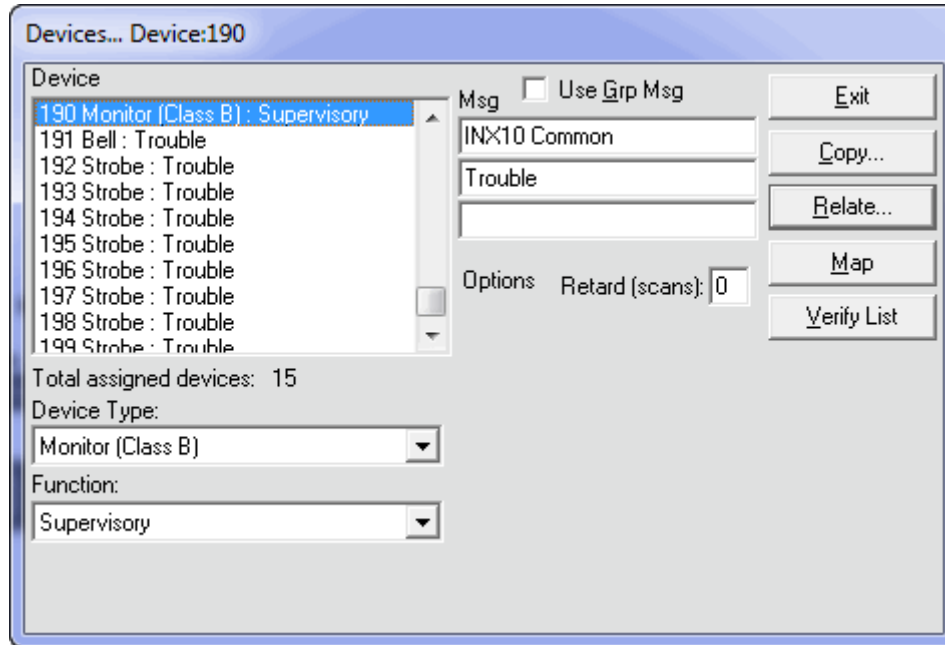 Devices... Device:190
Device
190 Monitor (Class B) : Supervisory
191 Bell : Trouble
192 Strobe : Trouble
193 Strobe : Trouble
194 Strobe : Trouble
195 Strobe : Trouble
196 Strobe : Trouble
197 Strobe : Trouble
198 Strobe : Trouble
199 Strobe : Trouble
Total assigned devices: 15
Device Type:
Monitor (Class B)
Function:
Supervisory
Msg Use Grp Msg
INX10 Common
Trouble
Options Retard (scans): 0
Exit
Copy...
Relate...
Map
Verify List